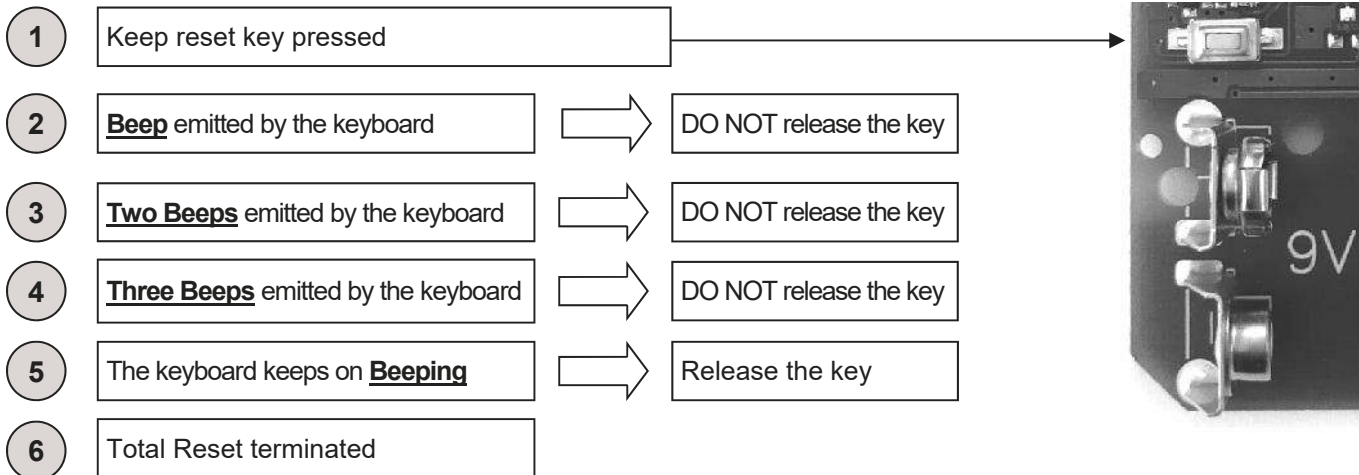 1 Keep reset key pressed
2 Beep emitted by the keyboard DO NOT release the key
3 Two Beeps emitted by the keyboard DO NOT release the key
4 Three Beeps emitted by the keyboard DO NOT release the key
9V
5 The keyboard keeps on Beeping Release the key
6 Total Reset terminated